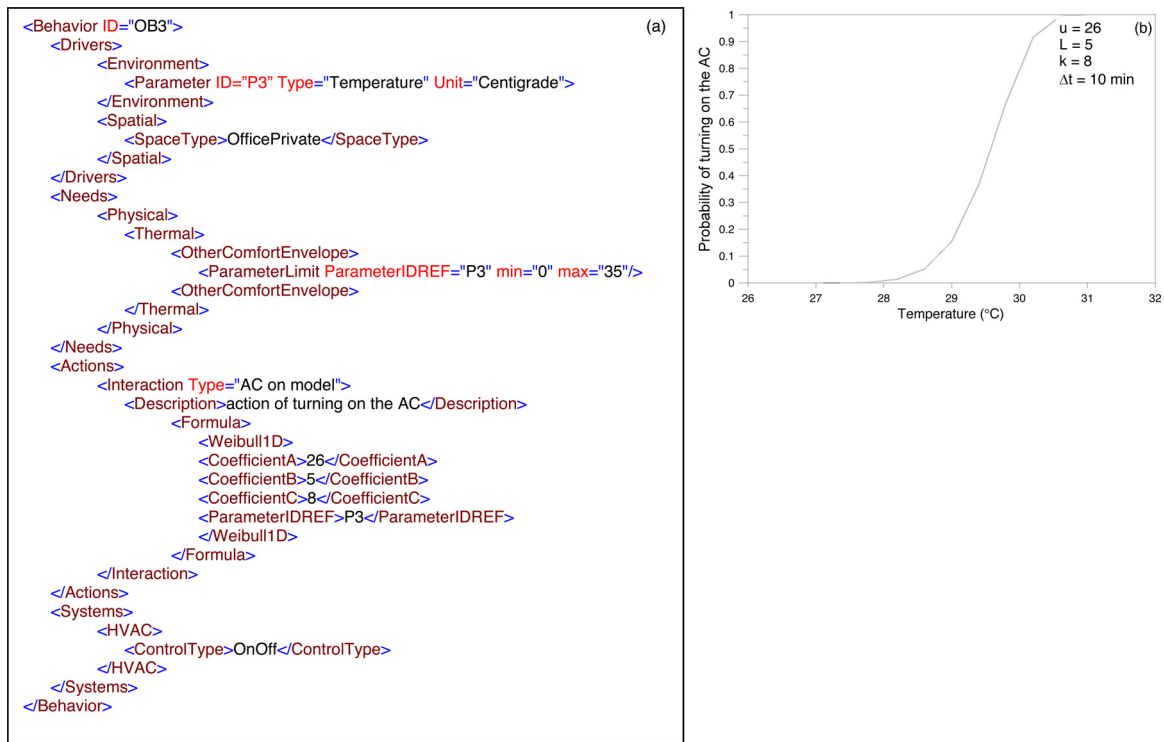 (a)
<Behavior ID="OB3">
<Drivers>
<Environment>
<Parameter ID=”P3” Type="Temperature" Unit="Centigrade">
</Environment>
<Spatial>
<SpaceType>OfficePrivate</SpaceType>
</Spatial>
</Drivers>
<Needs>
<Physical>
<Thermal>
<OtherComfortEnvelope>
<ParameterLimit ParameterIDREF="P3" min="0" max="35"/>
<OtherComfortEnvelope>
</Thermal>
</Physical>
</Needs>
<Actions>
<Interaction Type="AC on model">
<Description>action of turning on the AC</Description>
<Formula>
<Weibull1D>
<CoefficientA>26</CoefficientA>
<CoefficientB>5</CoefficientB>
<CoefficientC>8</CoefficientC>
<ParameterIDREF>P3</ParameterIDREF>
</Weibull1D>
</Formula>
</Interaction>
</Actions>
<Systems>
<HVAC>
<ControlType>OnOff</ControlType>
</HVAC>
</Systems>
</Behavior>
(b)
u = 26
L = 5
k = 8
Δt = 10 min
Probability of turning on the AC
1
0.9
0.8
0.7
0.6
0.5
0.4
0.3
0.2
0.1
0
26 27 28 29 30 31 32
Temperature (°C)